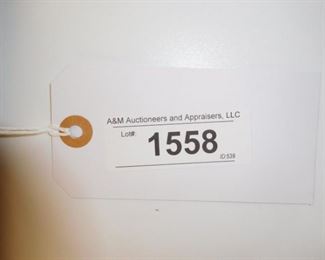 A&M Auctioneers and Appraisers, LLC
Lot#:
1558
ID:538